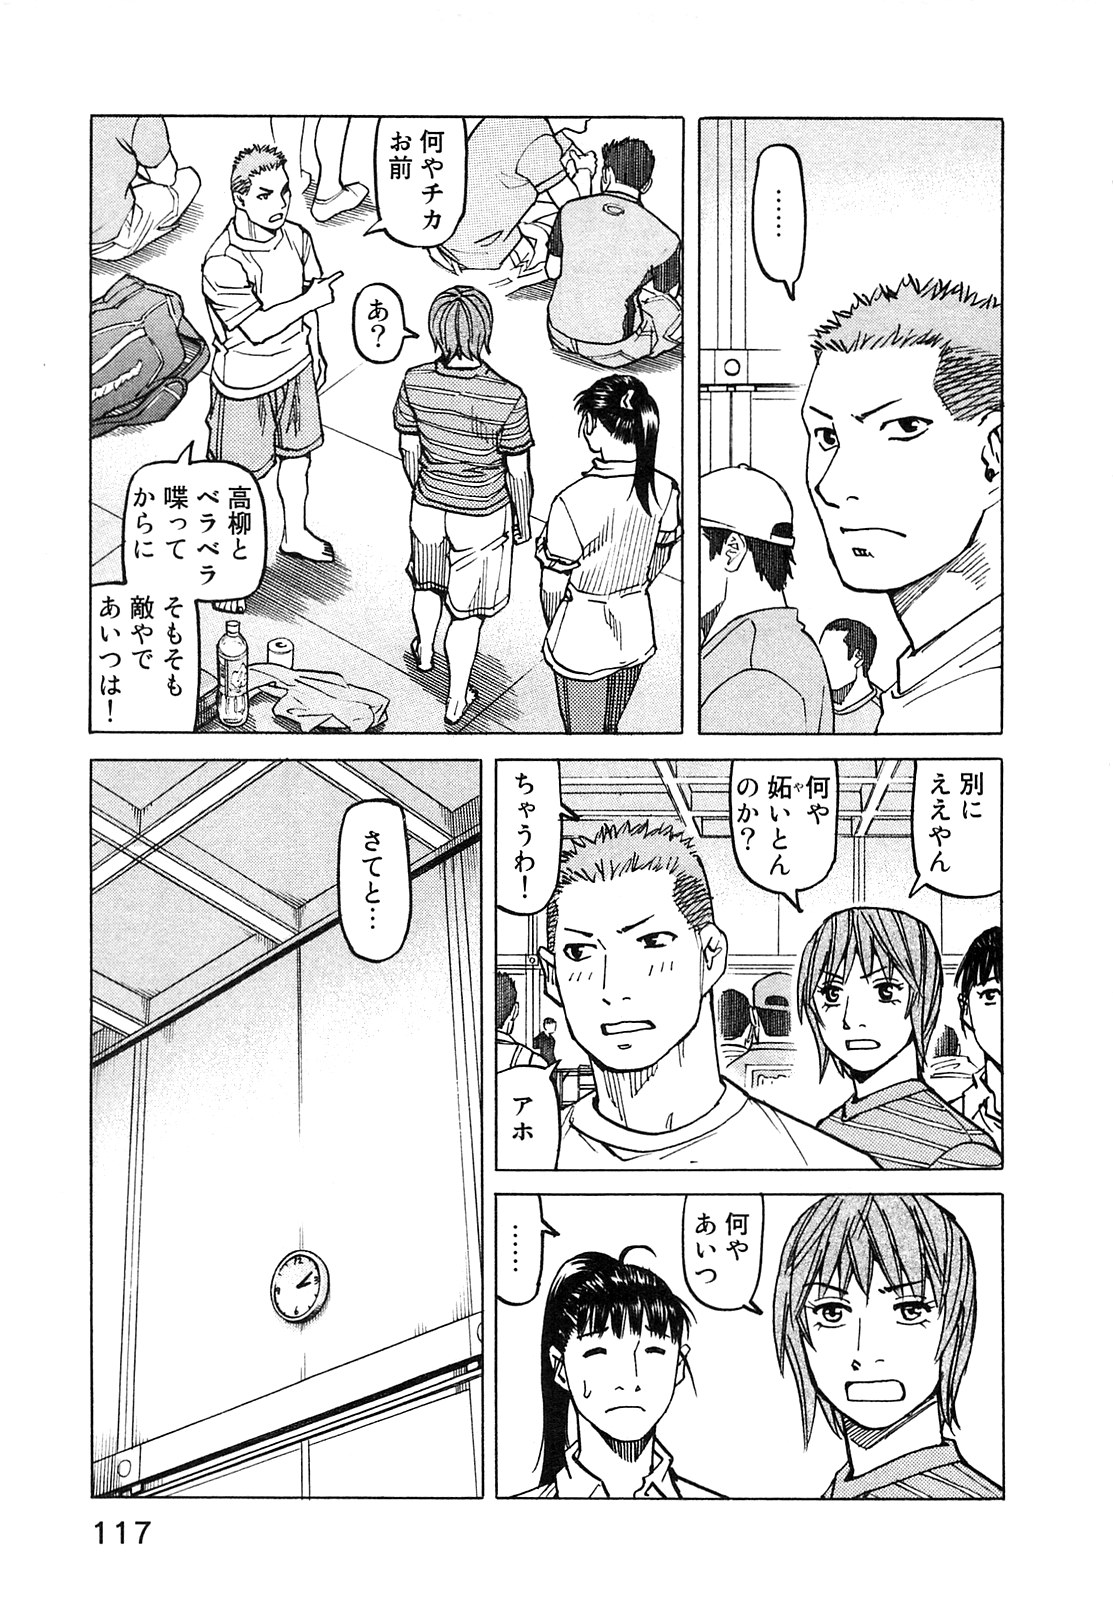 ……
何やチカ
お前
あ？
高柳と
ベラベラ
喋って
からに
そもそも
敵やで
あいつは！
別に
ええやん
何や
妬いとん
のか？
や
ちゃうわ！
アホ
何や
あいつ
……
さてと…
117